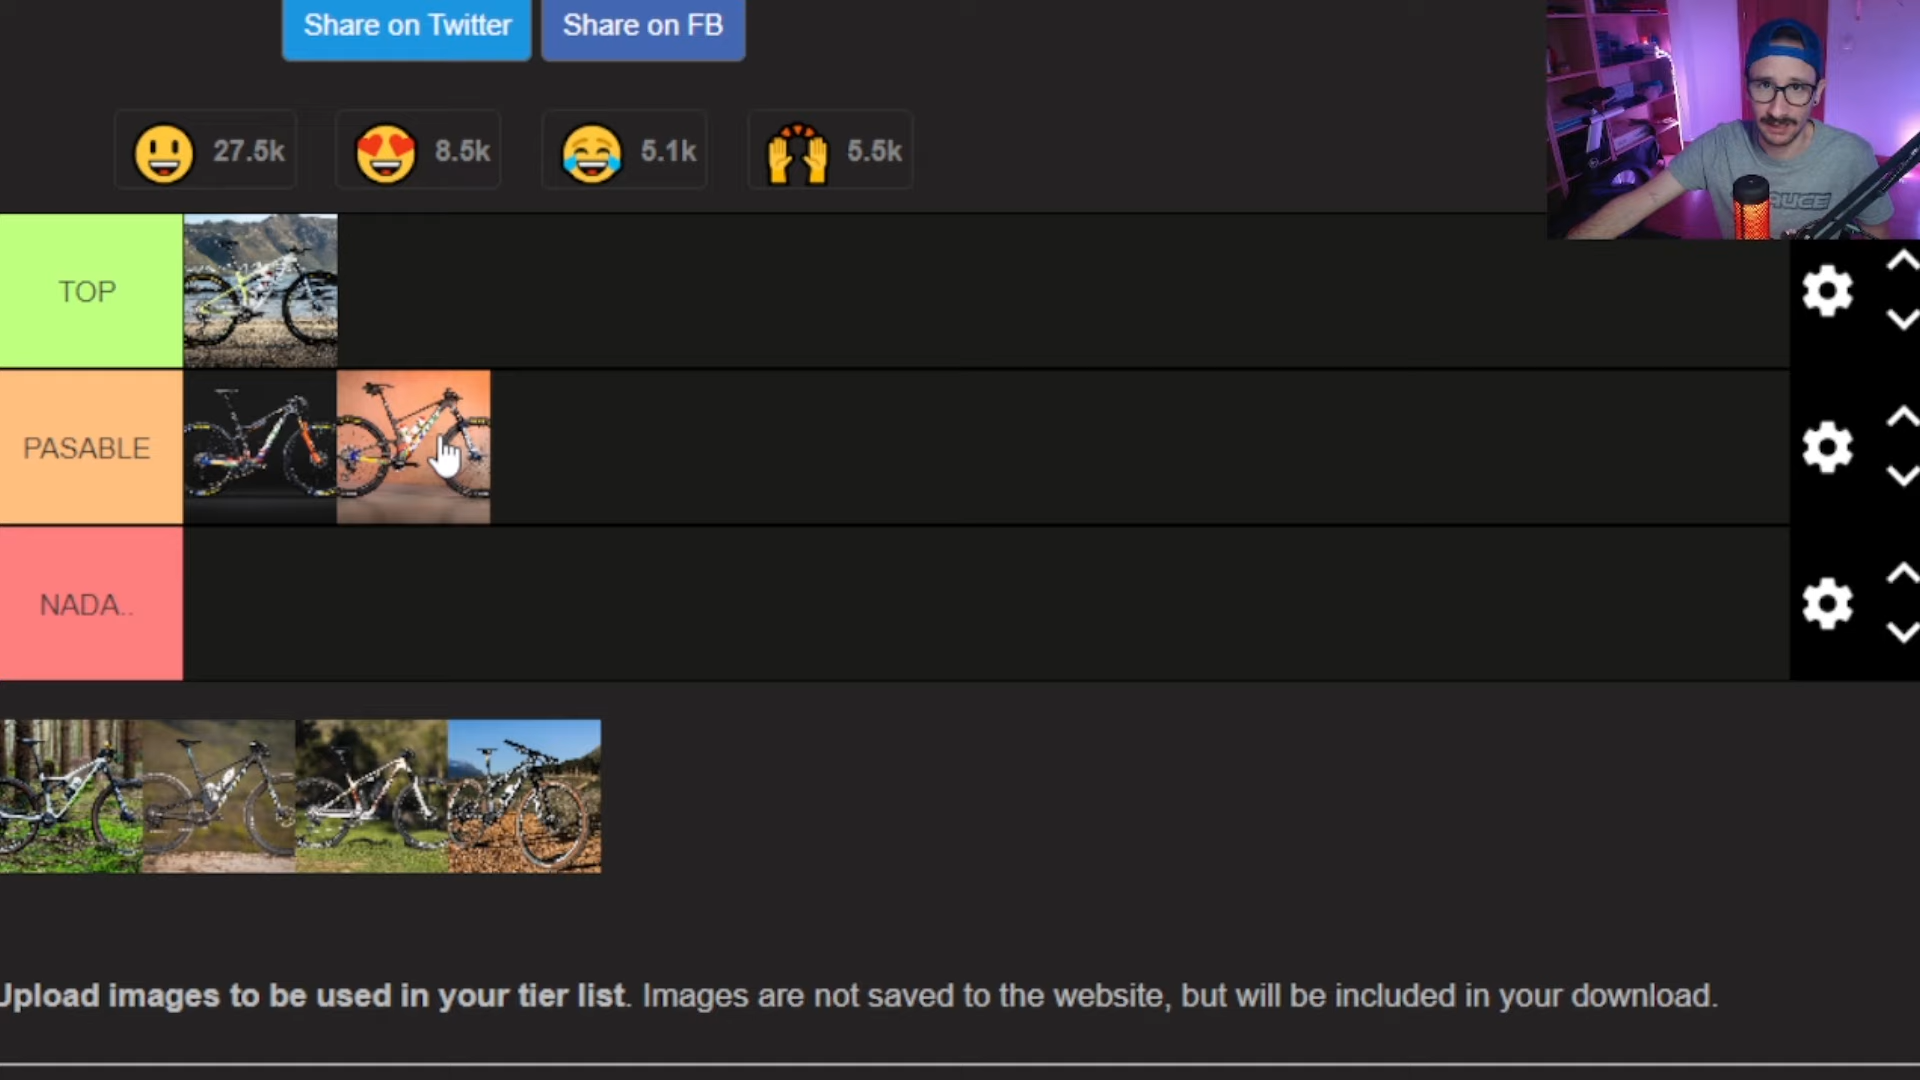 Share on Twitter
Share on FB
27.5k
8.5k
5.1k
5.5k
TOP
PASABLE
NADA..
Upload images to be used in your tier list. Images are not saved to the website, but will be included in your download.